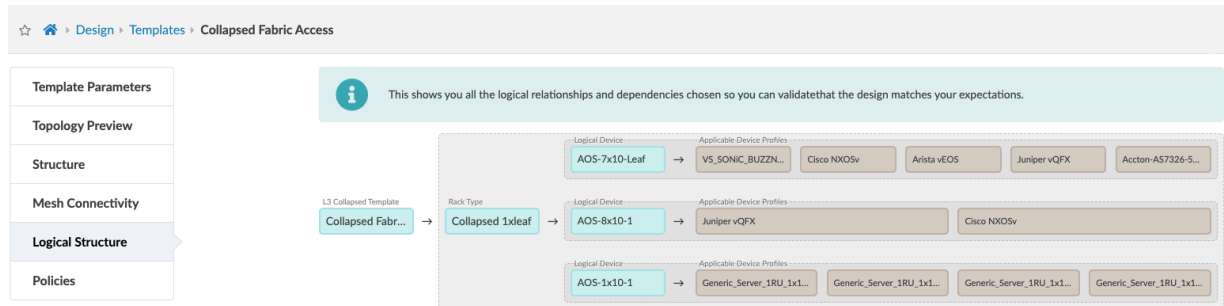 Design Templates Collapsed Fabric Access
Template Parameters
Topology Preview
Structure
Mesh Connectivity
Logical Structure
Policies
This shows you all the logical relationships and dependencies chosen so you can validatethat the design matches your expectations.
L3 Collapsed Template
Collapsed Fabr...
Rack Type
Collapsed 1xleaf
Logical Device
AOS-7x10-Leaf
Applicable Device Profiles
VS_SONiC_BUZZN...
Cisco NXOSv
Arista vEOS
Juniper vQFX
Accton-AS7326-5...
Logical Device
AOS-8x10-1
Applicable Device Profiles
Juniper vQFX
Cisco NXOSv
Logical Device
AOS-1x10-1
Applicable Device Profiles
Generic_Server_1RU_1x1...
Generic_Server_1RU_1x1...
Generic_Server_1RU_1x1...
Generic_Server_1RU_1x1...